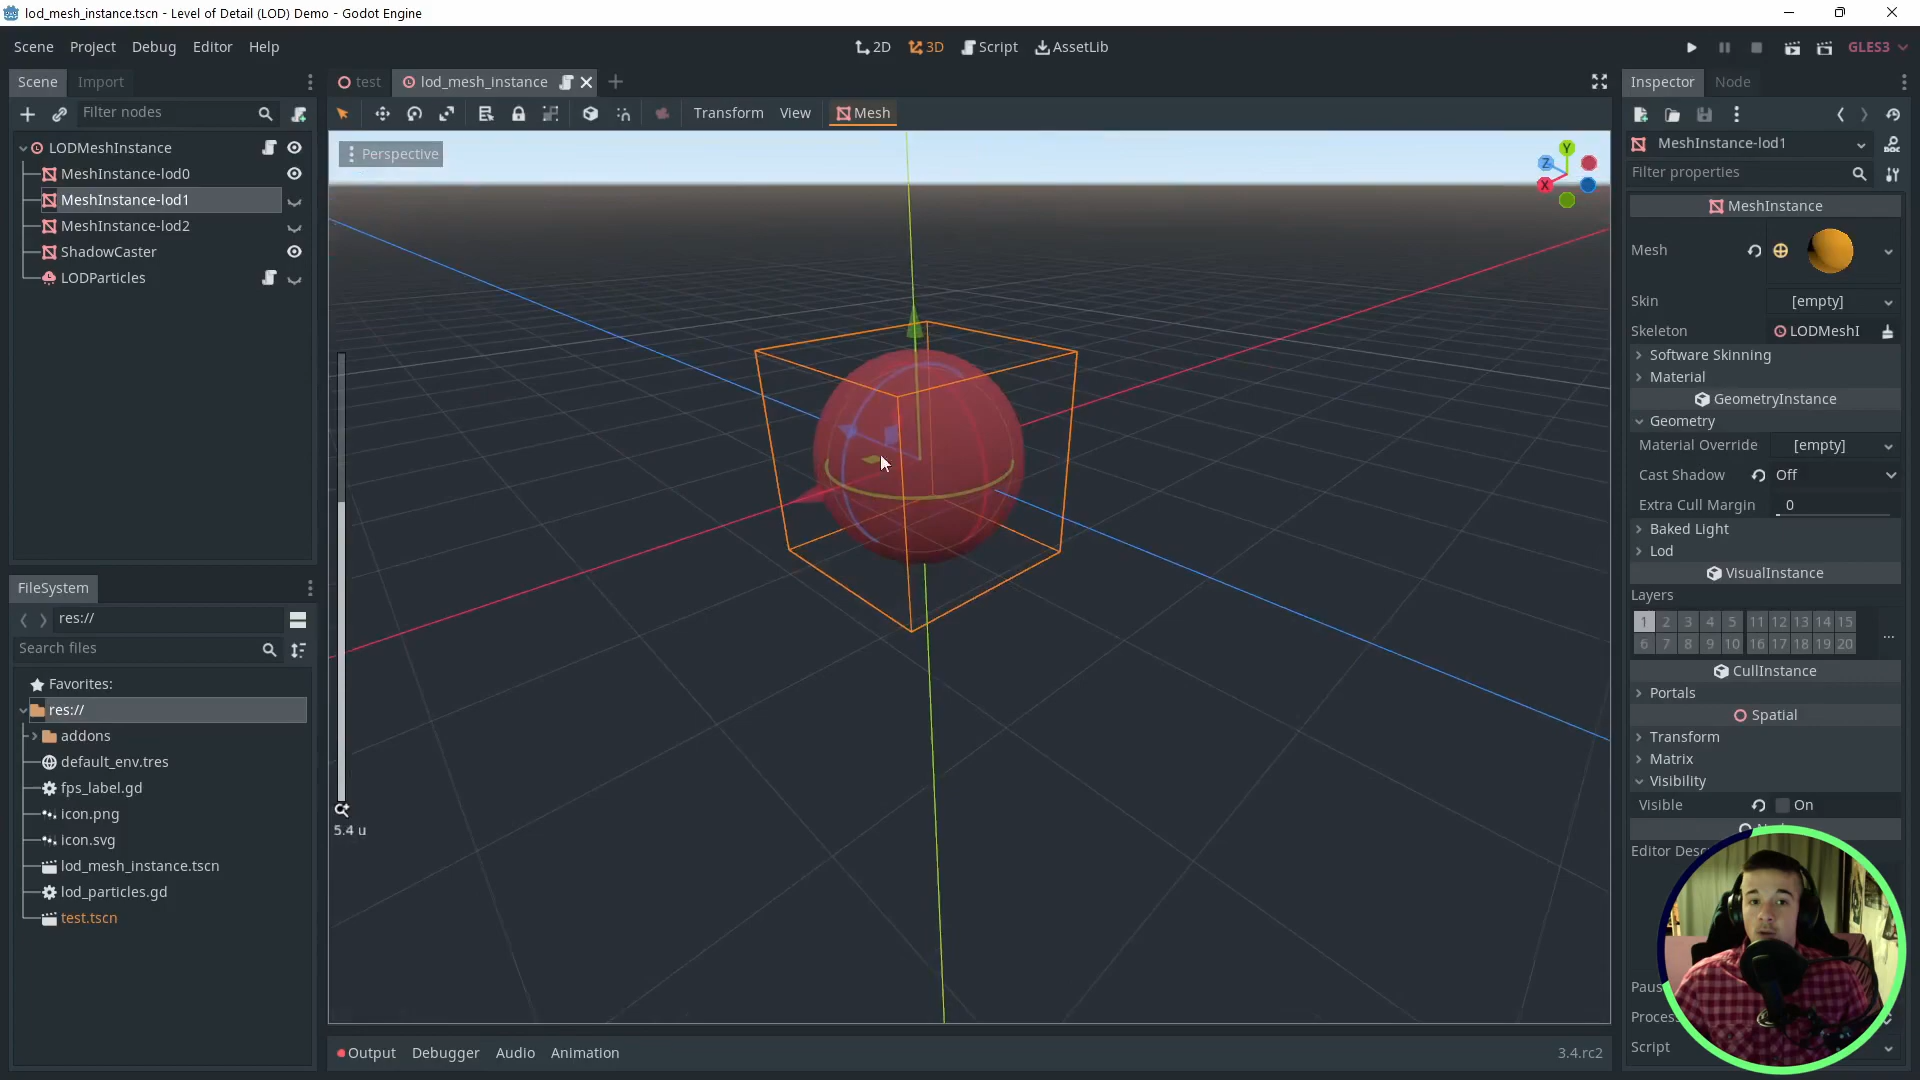 lod_mesh_instance.tscn - Level of Detail (LOD) Demo - Godot Engine
Scene Project Debug Editor Help
2D 3D Script AssetLib
GLES3
Scene Import
test lod_mesh_instance
Inspector Node
Filter nodes
Transform View Mesh
LODMeshInstance
MeshInstance-lod0
MeshInstance-lod1
MeshInstance-lod2
ShadowCaster
LODParticles
Perspective
Y
Z
X
5.4 u
FileSystem
res://
Search files
Favorites:
res://
addons
default_env.tres
fps_label.gd
icon.png
icon.svg
lod_mesh_instance.tscn
lod_particles.gd
test.tscn
Output Debugger Audio Animation
3.4.rc2
MeshInstance-lod1
Filter properties
MeshInstance
Mesh
Skin [empty]
Skeleton LODMeshI
Software Skinning
Material
GeometryInstance
Geometry
Material Override [empty]
Cast Shadow Off
Extra Cull Margin 0
Baked Light
Lod
VisualInstance
Layers
1 2 3 4 5 11 12 13 14 15
6 7 8 9 10 16 17 18 19 20
...
CullInstance
Portals
Spatial
Transform
Matrix
Visibility
Visible On
Editor Desc
Paus
Proces
Script